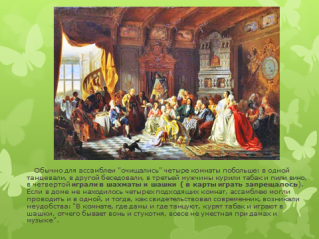 Обычно для ассамблеи "очищались" четыре комнаты побольше: в одной
танцевали, в другой беседовали, в третьей мужчины курили табак и пили вино,
в четвертой играли в шахматы и шашки ( в карты играть запрещалось).
Если в доме не находилось четырех подходящих комнат, ассамблею могли
проводить и в одной, и тогда, как свидетельствовал современник, возникали
неудобства: "В комнате, где дамы и где танцуют, курят табак и играют в
шашки, отчего бывает вонь и стукотня, вовсе не уместная при дамах и
музыке".